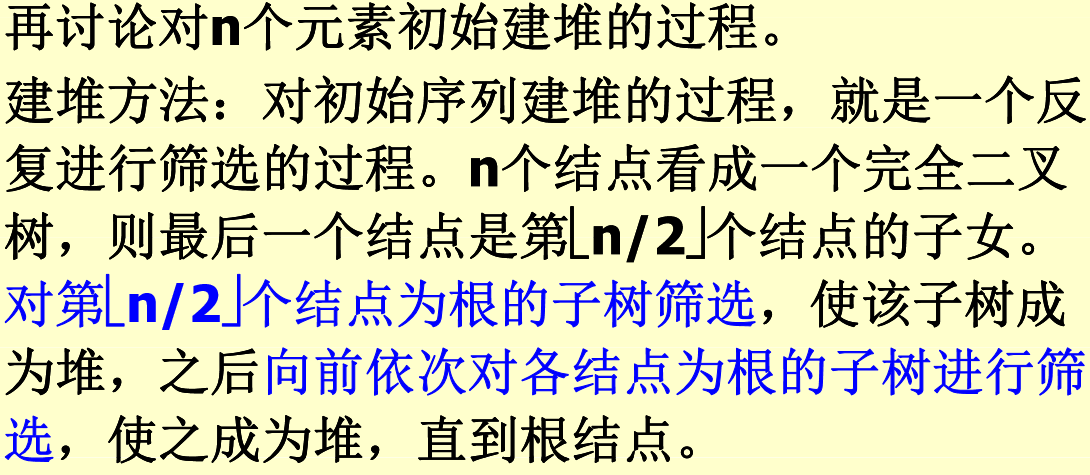 再讨论对n个元素初始建堆的过程。
建堆方法：对初始序列建堆的过程，就是一个反
复进行筛选的过程。n个结点看成一个完全二叉
树，则最后一个结点是第⌊n/2⌋个结点的子女。
对第⌊n/2⌋个结点为根的子树筛选，使该子树成
为堆，之后向前依次对各结点为根的子树进行筛
选，使之成为堆，直到根结点。